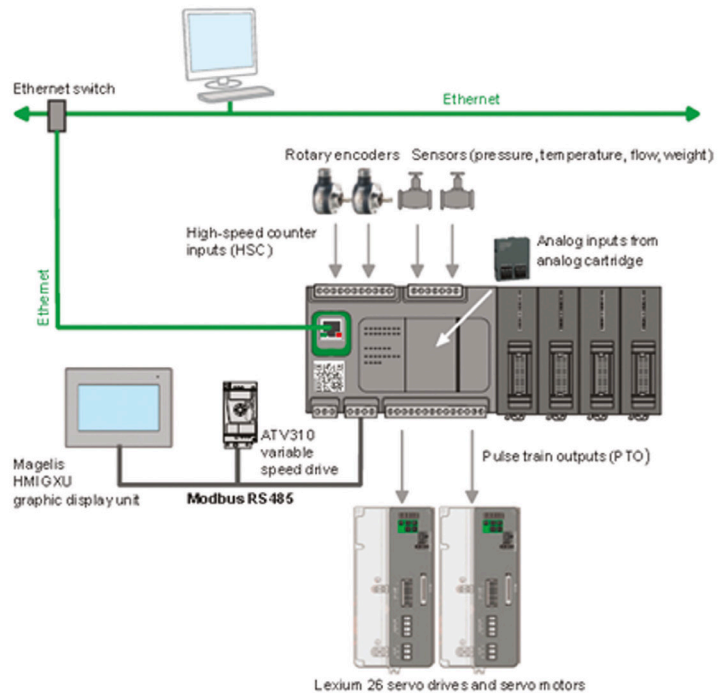 Ethernet switch
Ethernet
Rotary encoders
Sensors (pressure, temperature, flow, weight)
High-speed counter
inputs (HSC)
Analog inputs from
analog cartridge
Ethernet
ATV310
variable
speed drive
Magelis
HMIGXU
graphic display unit
Modbus RS485
Pulse train outputs (PTO)
Lexium 26 servo drives and servo motors